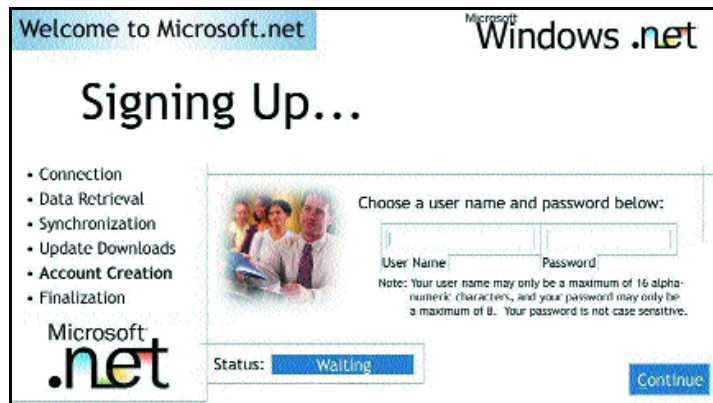 Welcome to Microsoft.net
Microsoft
Windows .net
Signing Up...
• Connection
• Data Retrieval
• Synchronization
• Update Downloads
• Account Creation
• Finalization
Choose a user name and password below:
User Name Password
Note: Your user name may only be a maximum of 16 alpha-
numeric characters, and your password may only be
a maximum of 8. Your password is not case sensitive.
Microsoft
.net
Status: Waiting
Continue